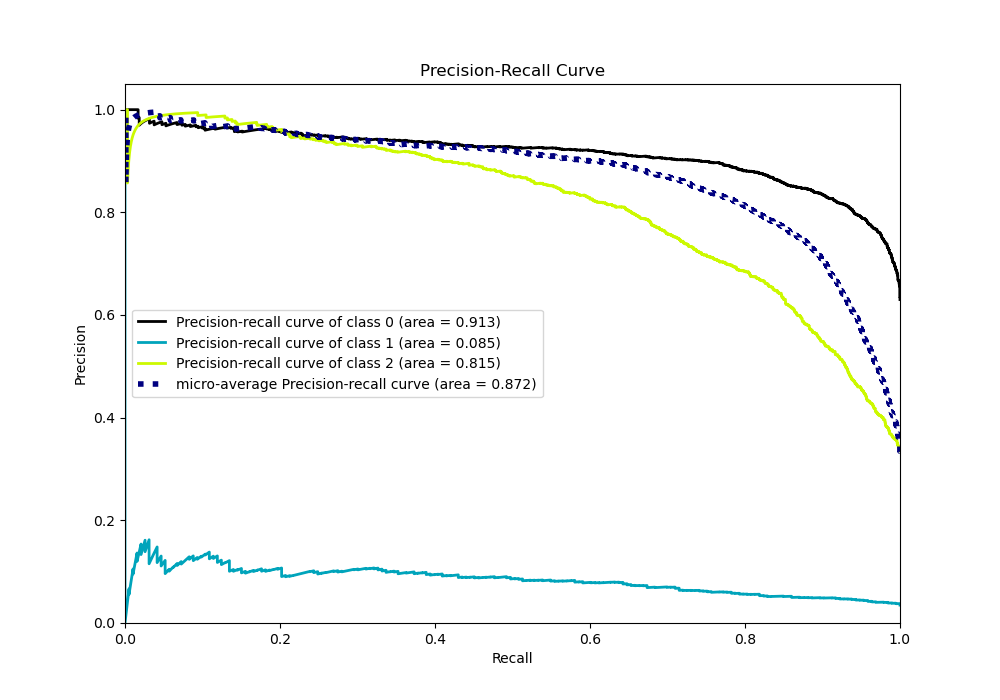 Precision-Recall Curve
Precision
1.0
0.8
0.6
0.4
0.2
0.0
Precision-recall curve of class 0 (area = 0.913)
Precision-recall curve of class 1 (area = 0.085)
Precision-recall curve of class 2 (area = 0.815)
micro-average Precision-recall curve (area = 0.872)
0.0 0.2 0.4 0.6 0.8 1.0
Recall